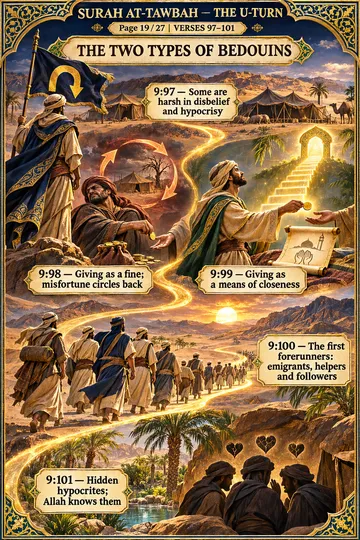 SURAH AT-TAWBAH — THE U-TURN
Page 19 / 27 | VERSES 97–101
THE TWO TYPES OF BEDOUINS
9:97 — Some are
harsh in disbelief
and hypocrisy
9:98 — Giving as a fine;
misfortune circles back
9:99 — Giving as
a means of closeness
9:100 — The first
forerunners:
emigrants, helpers
and followers
9:101 — Hidden
hypocrites;
Allah knows them